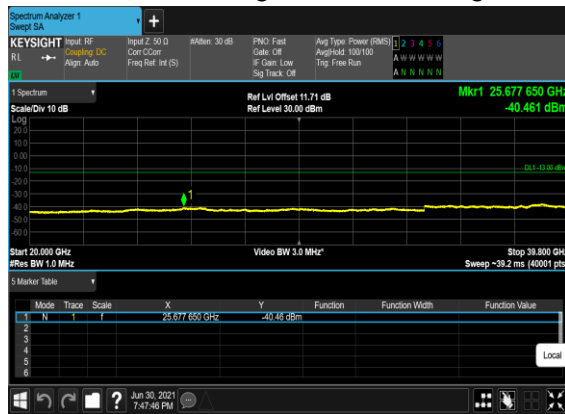 Spectrum Analyzer 1
Swept SA
KEYSIGHT Input: RF Input Z: 50 Ω #Atten: 30 dB PNO: Fast Avg Type: Power (RMS) 1 2 3 4 5 6
RL Coupling: DC Corr CCorr Gate: Off Avg|Hold: 100/100 A W W W W W
Align: Auto Freq Ref: Int (S) IF Gain: Low Trig: Free Run
LW Sig Track: Off A N N N N N
1 Spectrum Ref Lvl Offset 11.71 dB Mkr1 25.677 650 GHz
Scale/Div 10 dB Ref Level 30.00 dBm -40.461 dBm
Log
20.0
10.0
0.00
-10.0 DL1 -13.00 dBm
-20.0
-30.0 1
-40.0
-50.0
-60.0
Start 20.000 GHz Video BW 3.0 MHz* Stop 39.800 GHz
#Res BW 1.0 MHz Sweep ~39.2 ms (40001 pts)
5 Marker Table
Mode Trace Scale X Y Function Function Width Function Value
1 N 1 f 25.677 650 GHz -40.46 dBm
2
3
4
5
6
Local
? Jun 30, 2021
7:47:46 PM